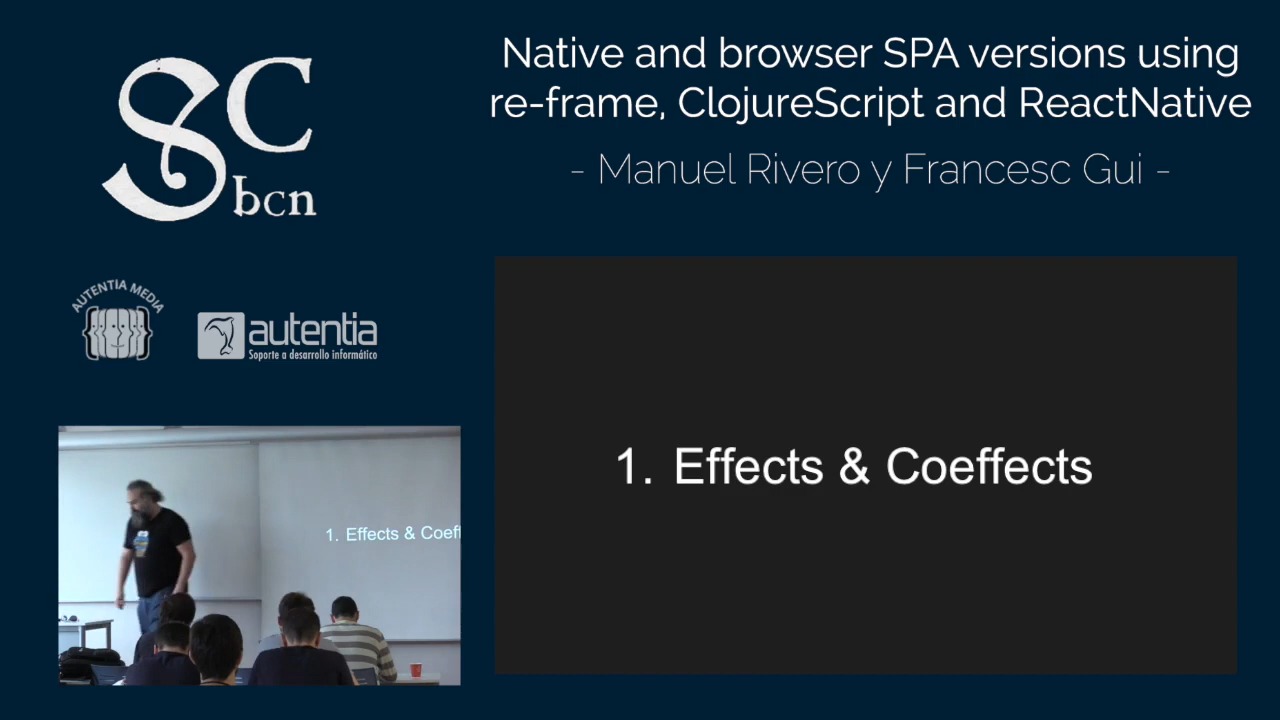 SC
bcn
Native and browser SPA versions using
re-frame, ClojureScript and ReactNative
- Manuel Rivero y Francesc Gui -
AUTENTIA MEDIA
autentia
Soporte a desarrollo informático
1. Effects & Coeffects
1. Effects & Coeff